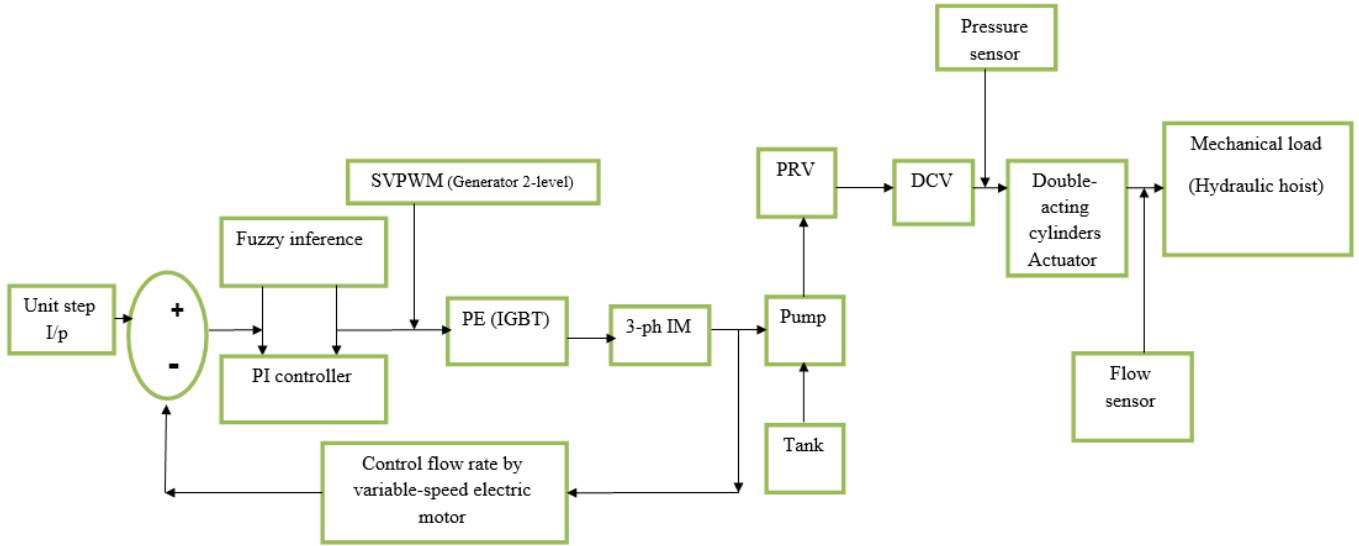 Pressure
sensor
Mechanical load
(Hydraulic hoist)
PRV
DCV
Double-
acting
cylinders
Actuator
SVPWM (Generator 2-level)
Fuzzy inference
Unit step
I/p
+
-
PI controller
PE (IGBT)
3-ph IM
Pump
Flow
sensor
Tank
Control flow rate by
variable-speed electric
motor